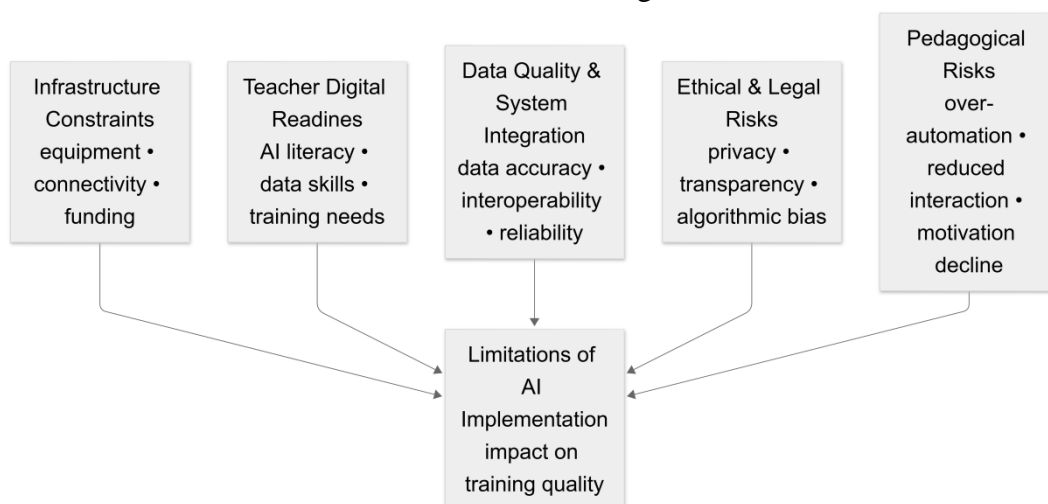 Infrastructure
Constraints
equipment •
connectivity •
funding
Teacher Digital
Readines
AI literacy •
data skills •
training needs
Data Quality &
System
Integration
data accuracy •
interoperability
• reliability
Ethical & Legal
Risks
privacy •
transparency •
algorithmic bias
Pedagogical
Risks
over-
automation •
reduced
interaction •
motivation
decline
Limitations of
AI
Implementation
impact on
training quality